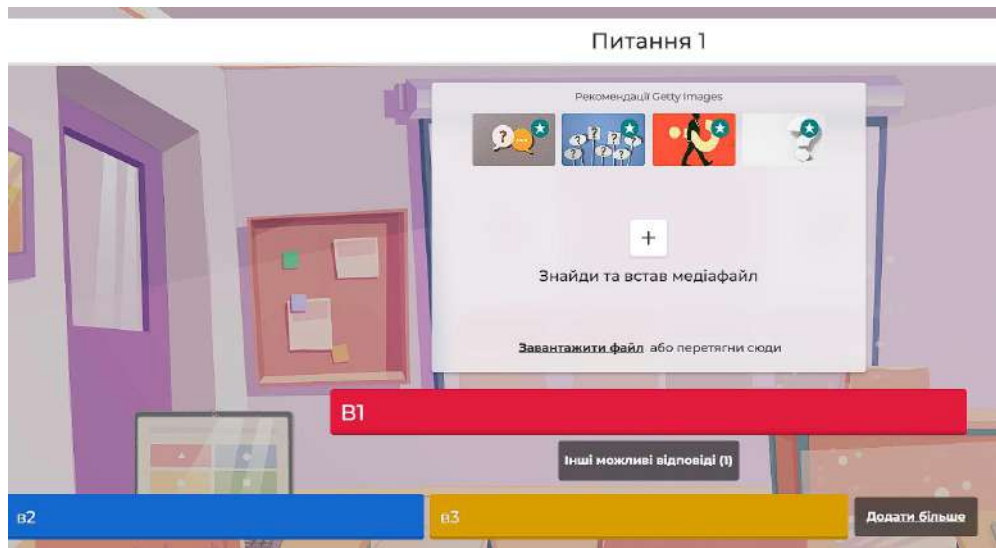 Питання 1
Рекомендації Getty Images
Знайди та встав медіафайл
Завантажити файл або перетягни сюди
В1
Інші можливі відповіді (1)
в2
в3
Додати більше